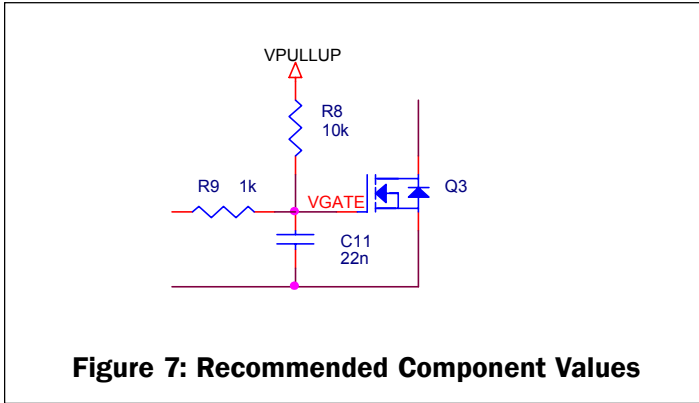 VPULLUP
R8
10k
R9 1k
VGATE
Q3
C11
22n
Figure 7: Recommended Component Values